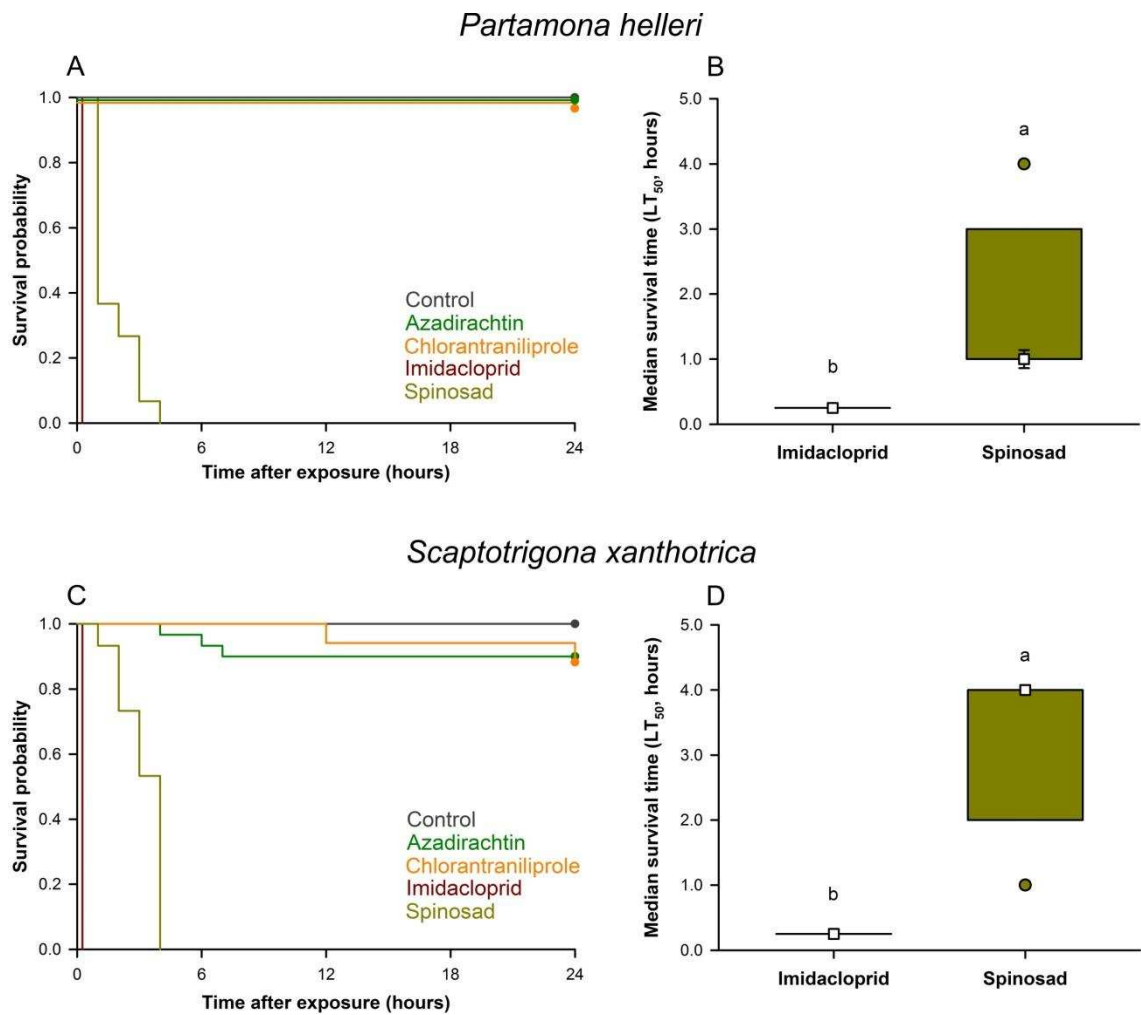 Partamona helleri
A
1.0
0.8
0.6
0.4
0.2
0.0
Survival probability
Control
Azadirachtin
Chlorantraniliprole
Imidacloprid
Spinosad
0
6
12
18
24
Time after exposure (hours)
B
5.0
4.0
3.0
2.0
1.0
0.0
Median survival time (LT50, hours)
a
b
Imidacloprid
Spinosad
Scaptotrigona xanthotrica
C
1.0
0.8
0.6
0.4
0.2
0.0
Survival probability
Control
Azadirachtin
Chlorantraniliprole
Imidacloprid
Spinosad
0
6
12
18
24
Time after exposure (hours)
D
5.0
4.0
3.0
2.0
1.0
0.0
Median survival time (LT50, hours)
a
b
Imidacloprid
Spinosad